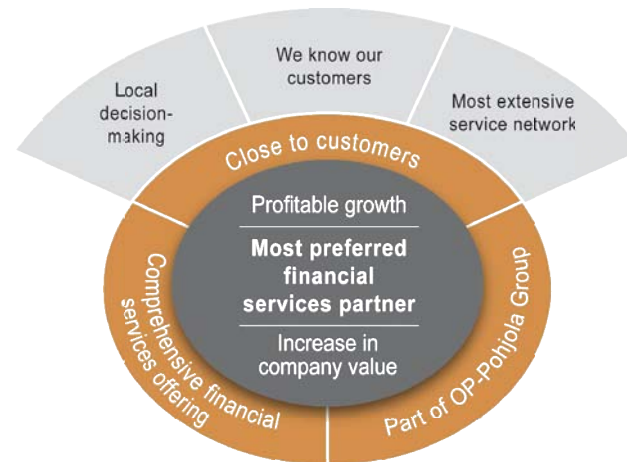 We know our
customers
Local
decision-
making
Most extensive
service network
Close to customers
Profitable growth
Most preferred
financial
services partner
Increase in
company value
Comprehensive financial
services offering
Part of OP-Pohjola Group